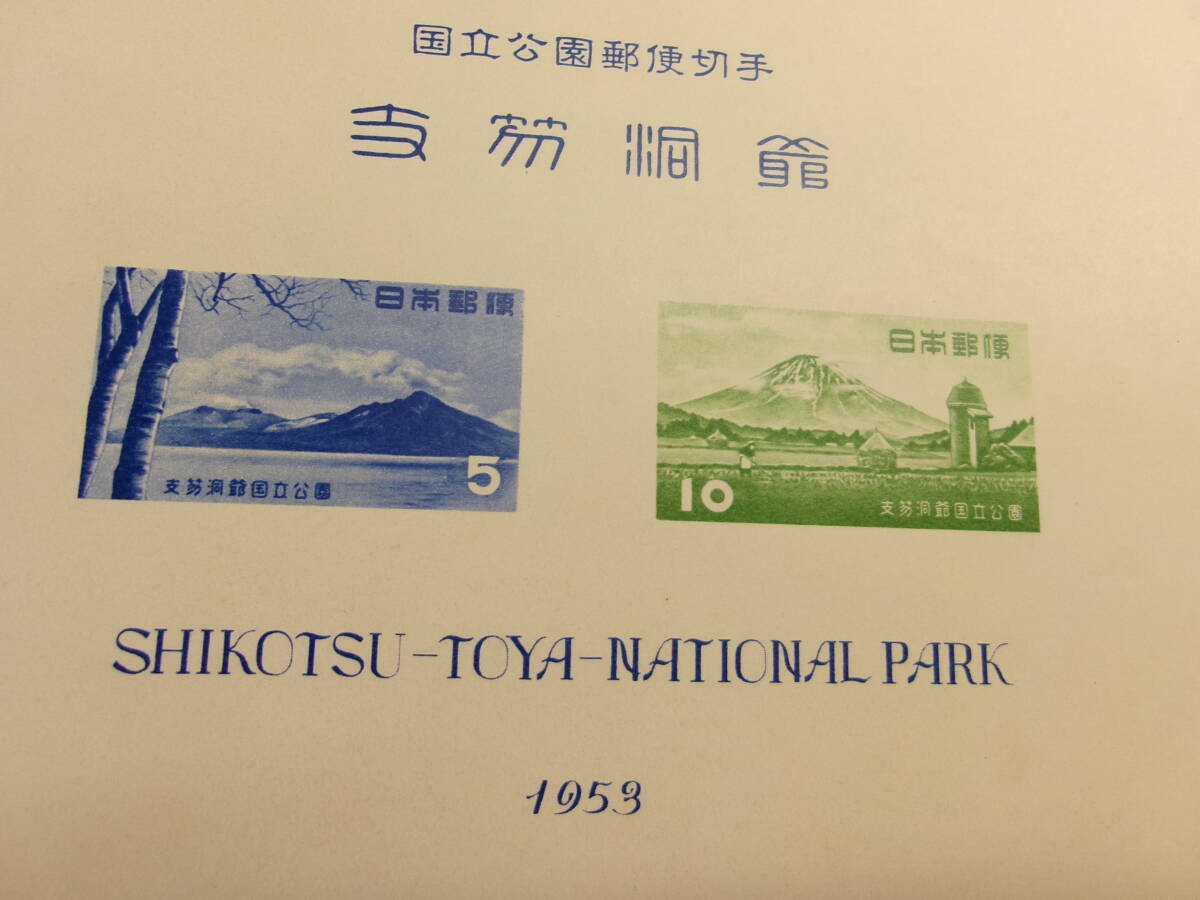 国立公園郵便切手
支笏洞爺
日本郵便
5
支笏洞爺国立公園
日本郵便
10
支笏洞爺国立公園
SHIKOTSU-TOYA-NATIONAL PARK
1953